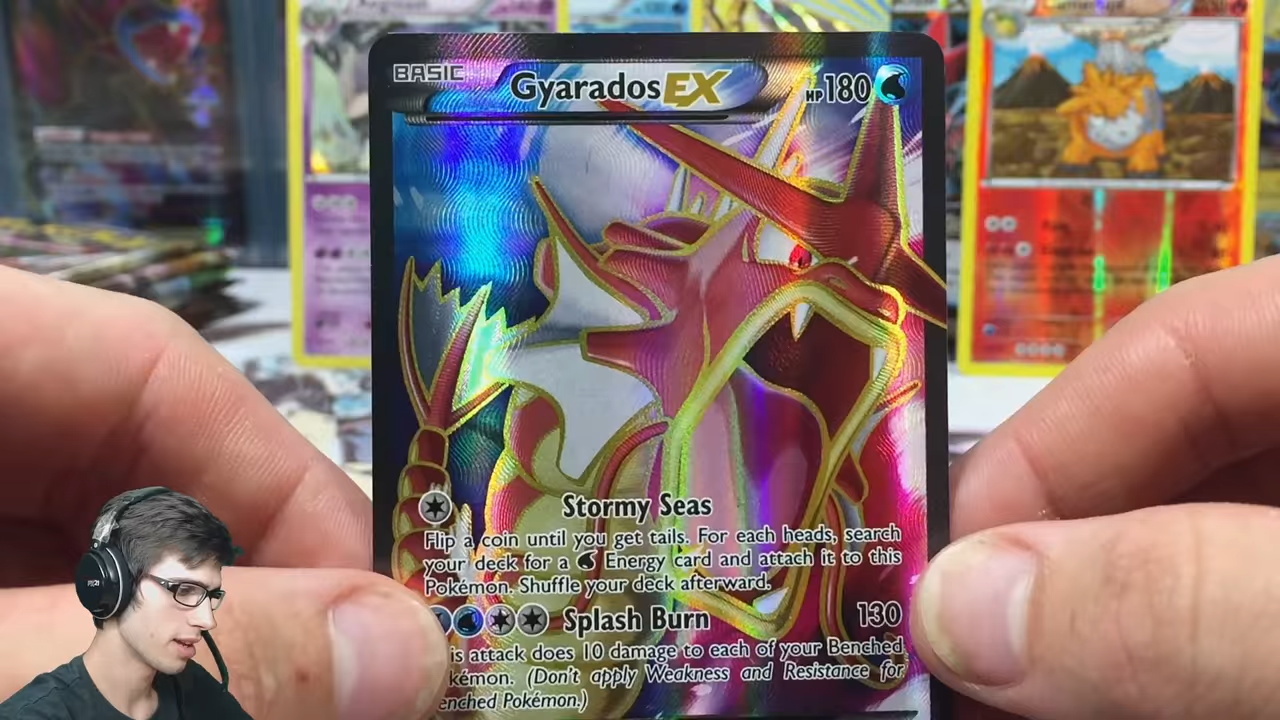 BASIC
Gyarados EX
HP 180
Stormy Seas
Flip a coin until you get tails. For each heads, search
your deck for a Energy card and attach it to this
Pokémon. Shuffle your deck afterward.
Splash Burn 130
is attack does 10 damage to each of your Benched
kémon. (Don't apply Weakness and Resistance for
enched Pokémon.)